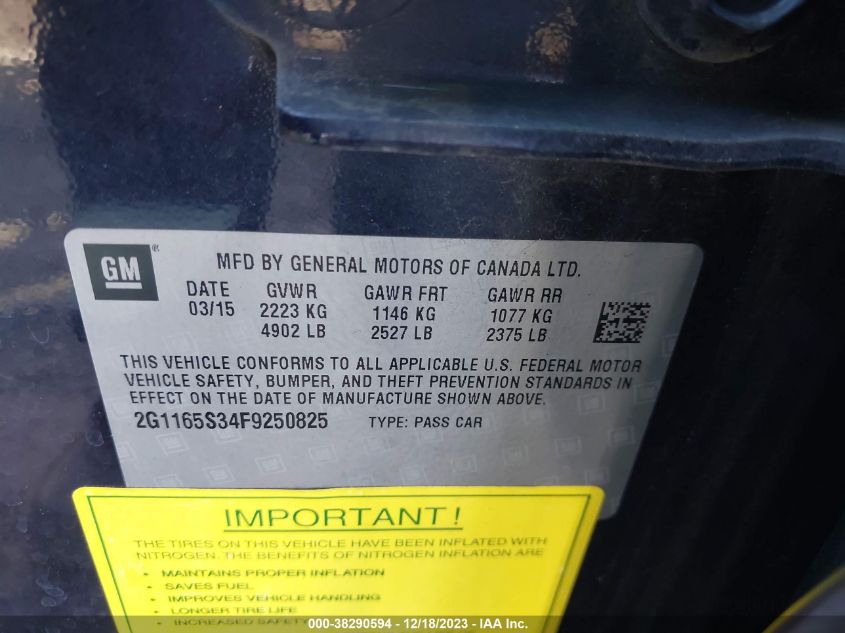 GM®
MFD BY GENERAL MOTORS OF CANADA LTD.
DATE GVWR GAWR FRT GAWR RR
03/15 2223 KG 1146 KG 1077 KG
4902 LB 2527 LB 2375 LB
THIS VEHICLE CONFORMS TO ALL APPLICABLE U.S. FEDERAL MOTOR
VEHICLE SAFETY, BUMPER, AND THEFT PREVENTION STANDARDS IN
EFFECT ON THE DATE OF MANUFACTURE SHOWN ABOVE.
2G1165S34F9250825 TYPE: PASS CAR
IMPORTANT!
THE TIRES ON THIS VEHICLE HAVE BEEN INFLATED WITH
NITROGEN. THE BENEFITS OF NITROGEN INFLATION ARE
• MAINTAINS PROPER INFLATION
• SAVES FUEL
• IMPROVES VEHICLE HANDLING
• LONGER TIRE LIFE
• INCREASED SAFETY
000-38290594 - 12/18/2023 - IAA Inc.